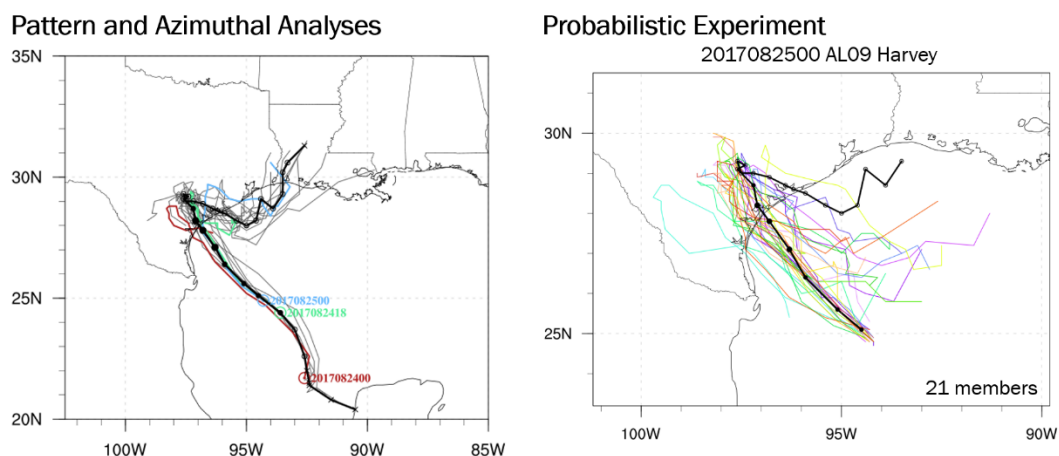 Pattern and Azimuthal Analyses
35N
30N
25N
20N
100W
95W
90W
85W
2017082500
2017082418
2017082400
Probabilistic Experiment
2017082500 AL09 Harvey
30N
25N
100W
95W
90W
21 members